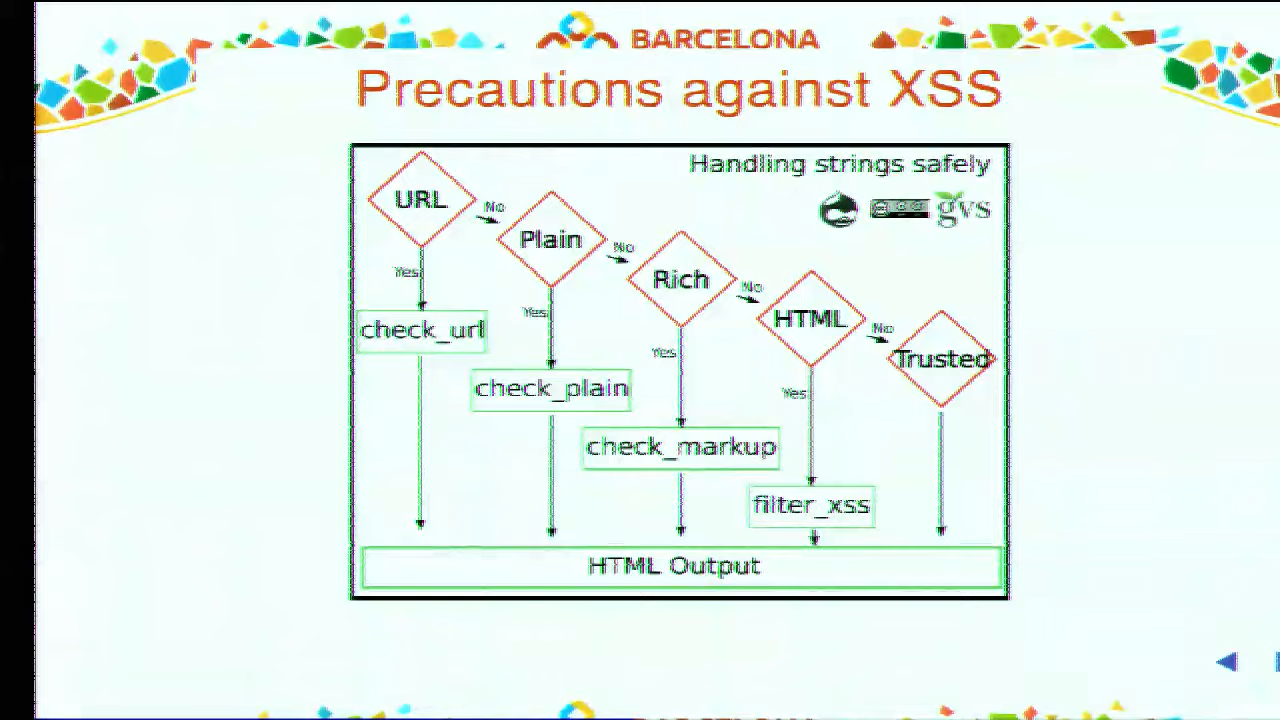 BARCELONA
Precautions against XSS
Handling strings safely
gvs
URL
No
Plain
No
Rich
No
HTML
No
Trusted
Yes
check_url
Yes
check_plain
Yes
check_markup
Yes
filter_xss
HTML Output